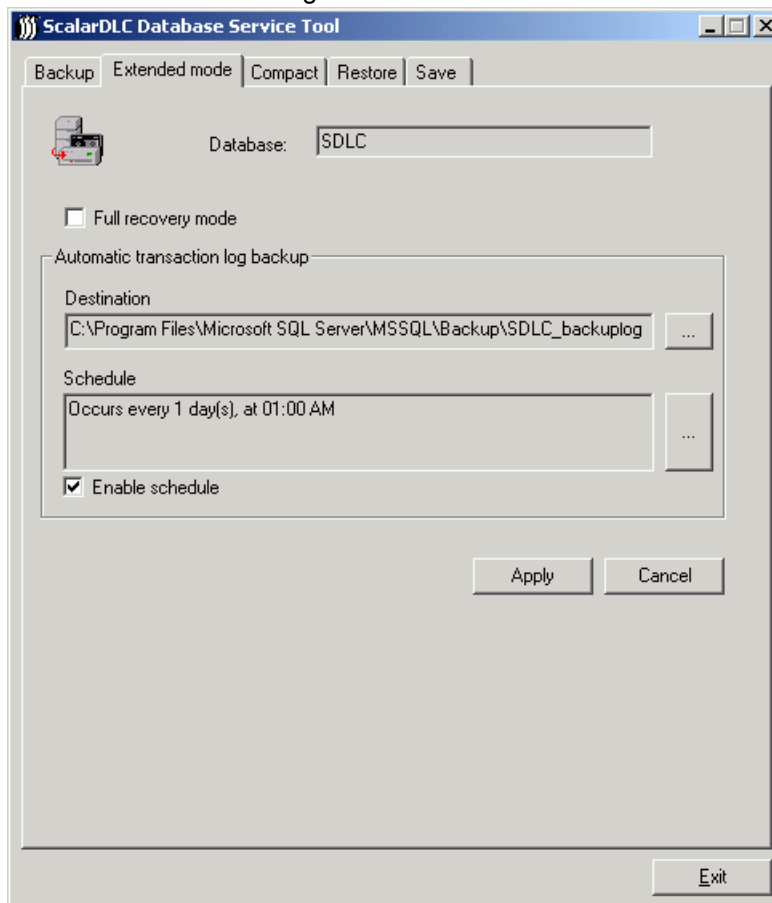 ScalarDLC Database Service Tool
Backup Extended mode Compact Restore Save
Database: SDLC
Full recovery mode
Automatic transaction log backup
Destination
C:\Program Files\Microsoft SQL Server\MSSQL\Backup\SDLC_backuplog ...
Schedule
Occurs every 1 day(s), at 01:00 AM
...
Enable schedule
Apply Cancel
Exit